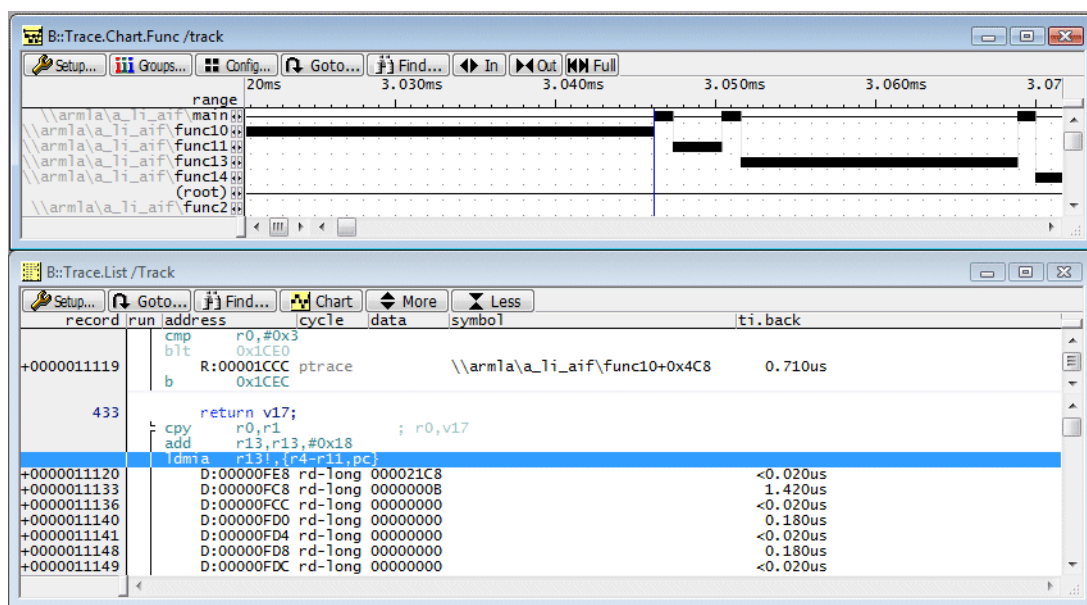 B::Trace.Chart.Func /track
Setup... Groups... Config... Goto... Find... In Out Full
20ms 3.030ms 3.040ms 3.050ms 3.060ms 3.07
range
\\armla\a_li_aif\main
\\armla\a_li_aif\func10
\\armla\a_li_aif\func11
\\armla\a_li_aif\func13
\\armla\a_li_aif\func14
(root)
\\armla\a_li_aif\func2
B::Trace.List /Track
Setup... Goto... Find... Chart More Less
record run address cycle data symbol ti.back
cmp r0,#0x3
blt 0x1CE0
+0000011119 R:00001CCC ptrace \\armla\a_li_aif\func10+0x4C8 0.710us
b 0x1CEC
433 return v17;
cpy r0,r1 ; r0,v17
add r13,r13,#0x18
ldmia r13!,{r4-r11,pc}
+0000011120 D:00000FE8 rd-long 000021C8 <0.020us
+0000011133 D:00000FC8 rd-long 0000000B 1.420us
+0000011136 D:00000FCC rd-long 00000000 <0.020us
+0000011140 D:00000FD0 rd-long 00000000 0.180us
+0000011141 D:00000FD4 rd-long 00000000 <0.020us
+0000011148 D:00000FD8 rd-long 00000000 0.180us
+0000011149 D:00000FDC rd-long 00000000 <0.020us